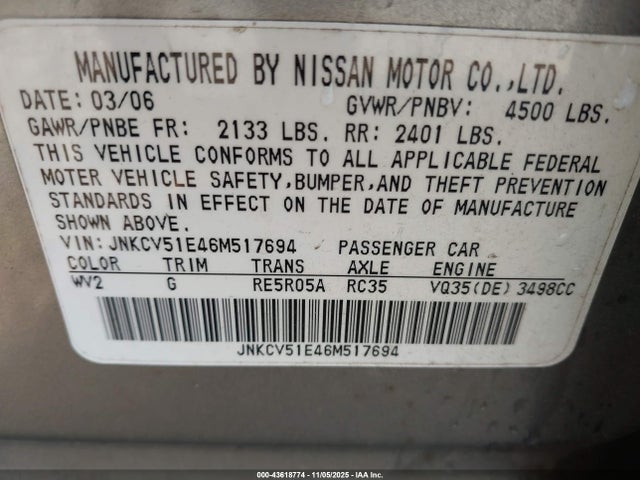 MANUFACTURED BY NISSAN MOTOR CO.,LTD.
DATE: 03/06 GVWR/PNBV: 4500 LBS.
GAWR/PNBE FR: 2133 LBS. RR: 2401 LBS.
THIS VEHICLE CONFORMS TO ALL APPLICABLE FEDERAL
MOTER VEHICLE SAFETY,BUMPER,AND THEFT PREVENTION
STANDARDS IN EFFECT ON THE DATE OF MANUFACTURE
SHOWN ABOVE.
VIN: JNKCV51E46M517694 / PASSENGER CAR
COLOR TRIM TRANS AXLE ENGINE
WV2 G RE5R05A RC35 VQ35(DE) 3498CC
JNKCV51E46M517694
000-43618774 - 11/05/2025 - IAA Inc.